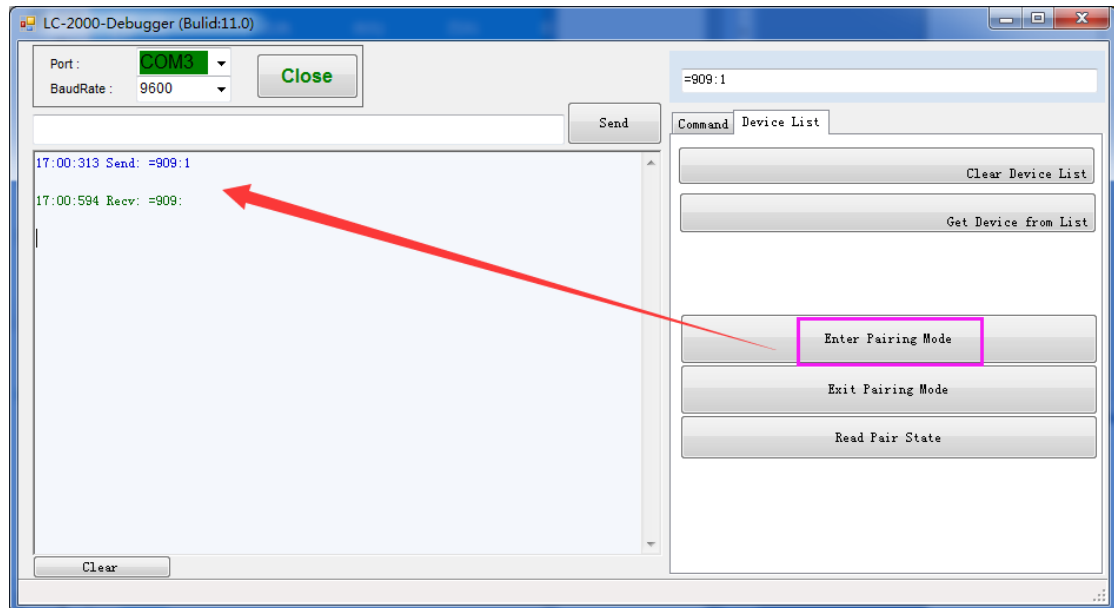 LC-2000-Debugger (Bulid:11.0)
Port :
COM3
Close
BaudRate :
9600
=909:1
Send
Command
Device List
17:00:313 Send: =909:1
17:00:594 Recv: =909:
Clear Device List
Get Device from List
Enter Pairing Mode
Exit Pairing Mode
Read Pair State
Clear